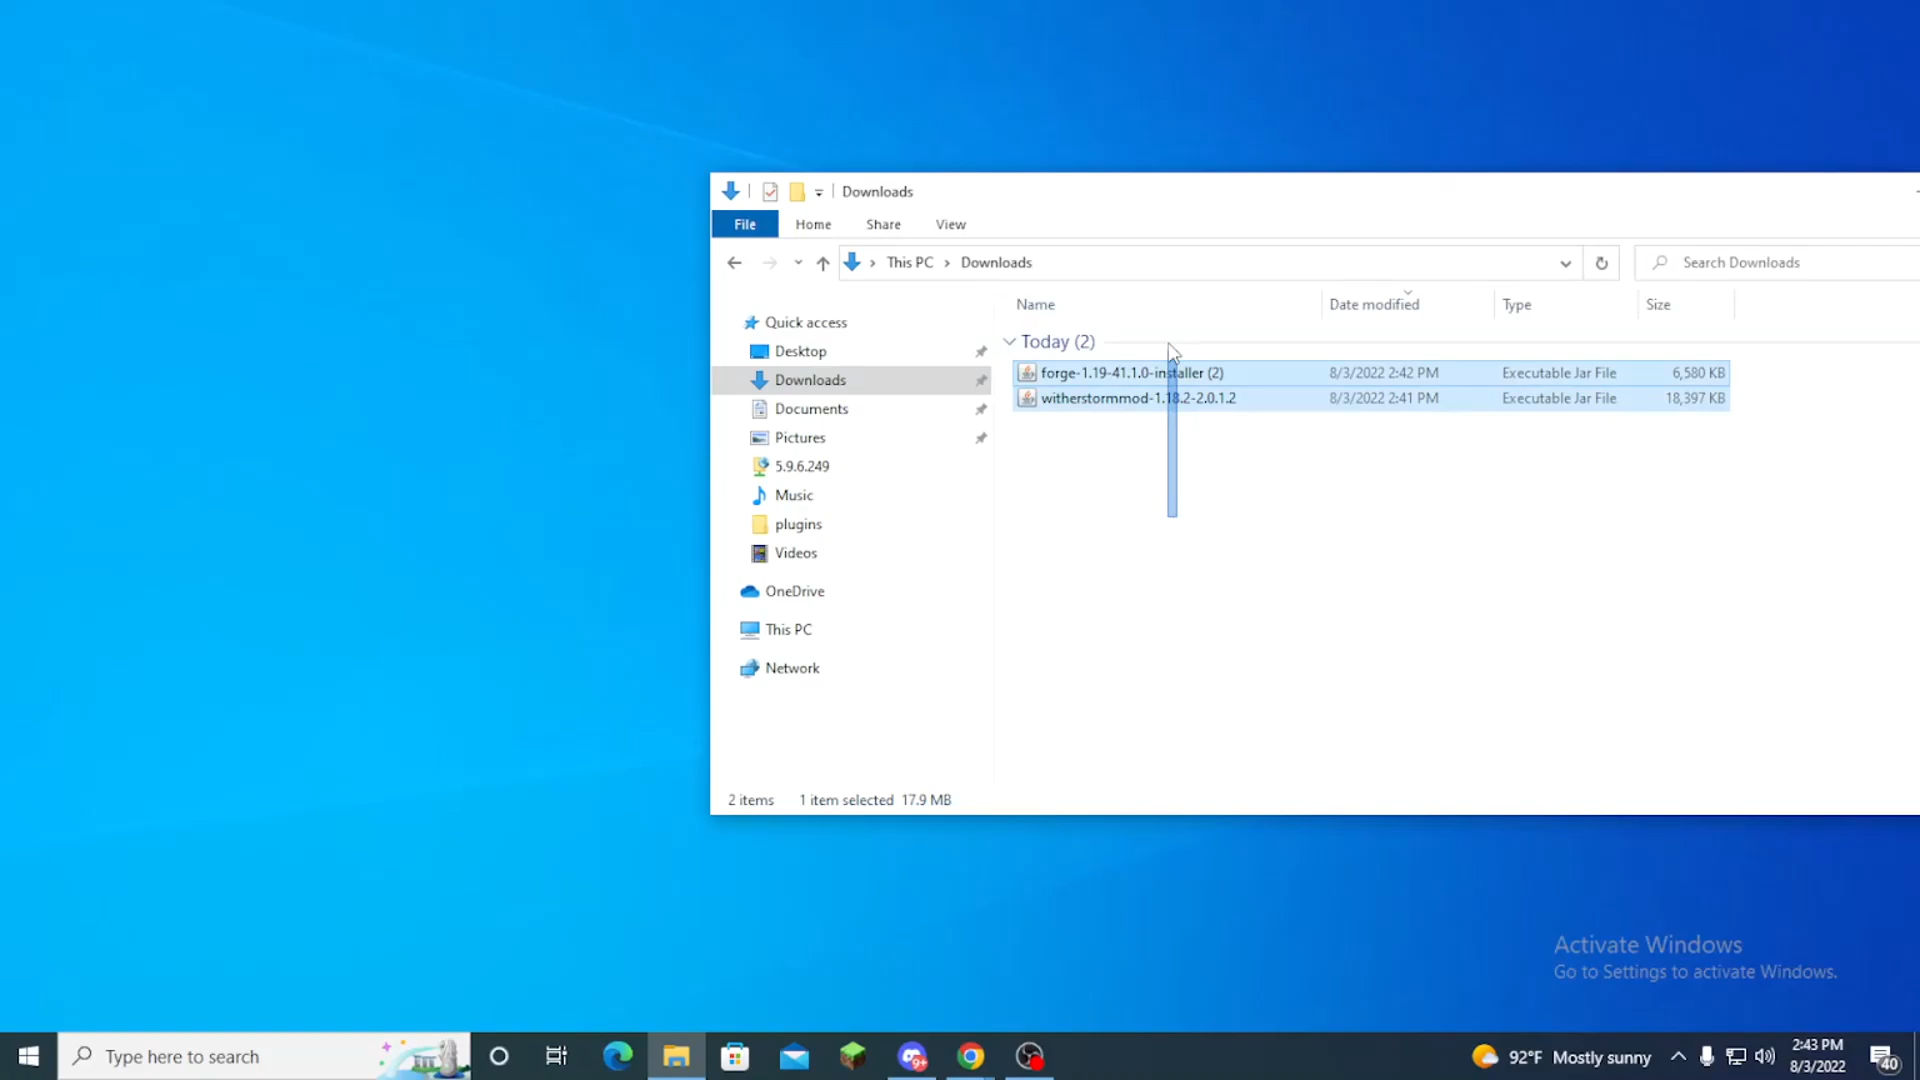 Downloads
File Home Share View
This PC Downloads
Search Downloads
Name Date modified Type Size
Quick access
Desktop
Downloads
Documents
Pictures
5.9.6.249
Music
plugins
Videos
OneDrive
This PC
Network
Today (2)
forge-1.19-41.1.0-installer (2) 8/3/2022 2:42 PM Executable Jar File 6,580 KB
witherstormmod-1.18.2-2.0.1.2 8/3/2022 2:41 PM Executable Jar File 18,397 KB
2 items 1 item selected 17.9 MB
Activate Windows
Go to Settings to activate Windows.
Type here to search
9+
92°F Mostly sunny
2:43 PM
8/3/2022
40